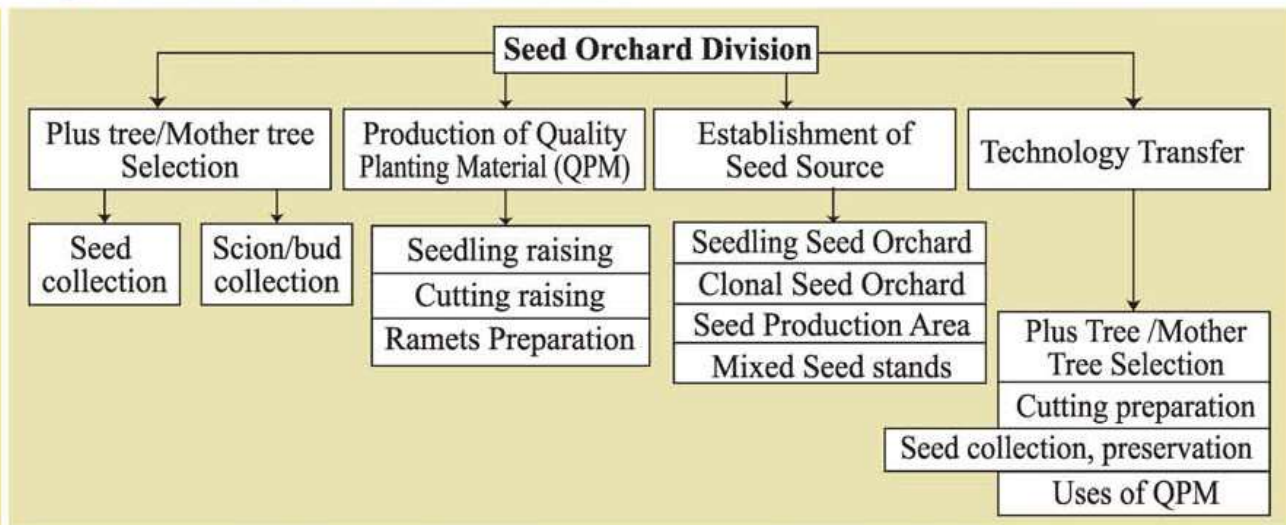 Seed Orchard Division
Plus tree/Mother tree
Selection
Seed
collection
Scion/bud
collection
Production of Quality
Planting Material (QPM)
Seedling raising
Cutting raising
Ramets Preparation
Establishment of
Seed Source
Seedling Seed Orchard
Clonal Seed Orchard
Seed Production Area
Mixed Seed stands
Technology Transfer
Plus Tree /Mother
Tree Selection
Cutting preparation
Seed collection, preservation
Uses of QPM